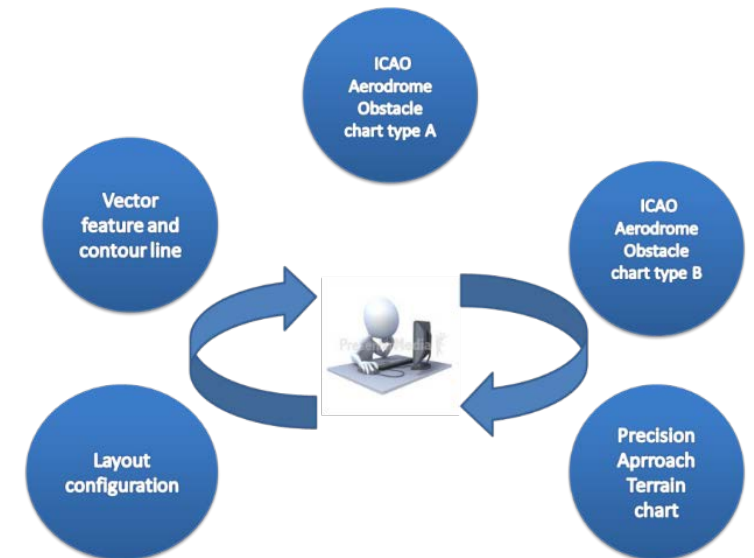 ICAO
Aerodrome
Obstacle
chart type A
Vector
feature and
contour line
ICAO
Aerodrome
Obstacle
chart type B
Layout
configuration
Precision
Aprroach
Terrain
chart